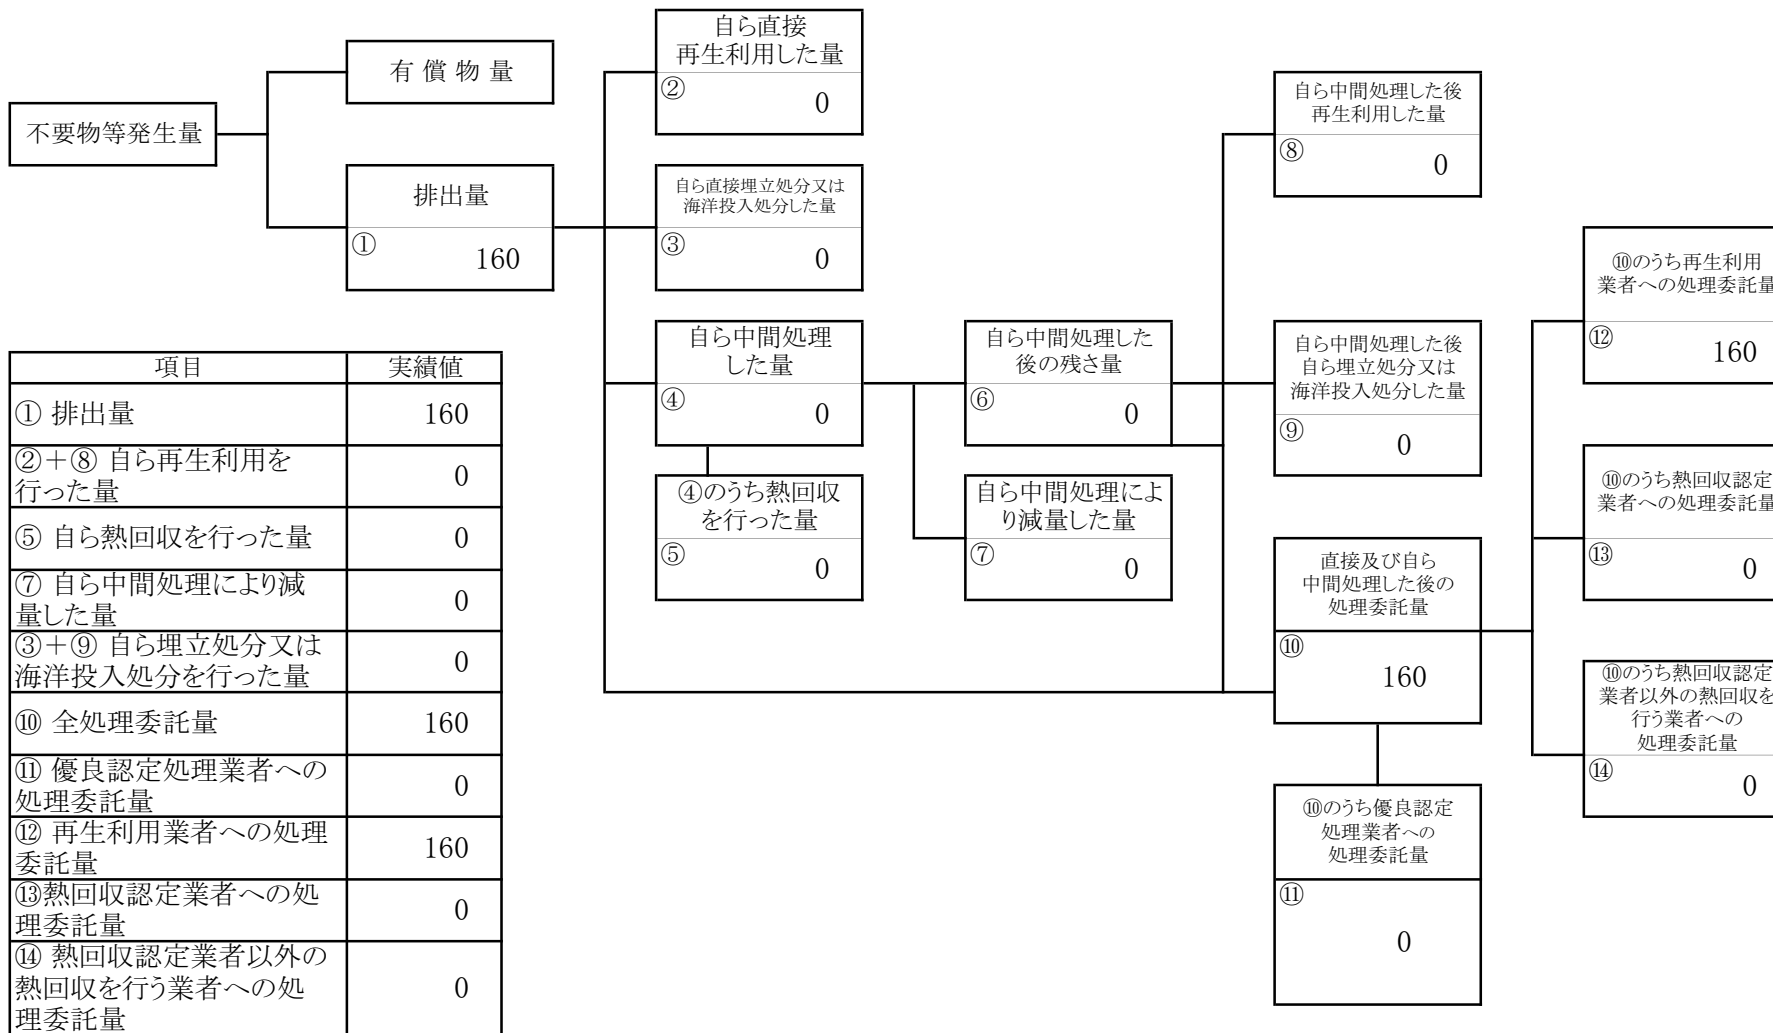 不要物等発生量
有償物量
排出量
①
160
自ら直接
再生利用した量
②
0
自ら直接埋立処分又は
海洋投入処分した量
③
0
自ら中間処理
した量
④
0
④のうち熱回収
を行った量
⑤
0
自ら中間処理した
後の残さ量
⑥
0
自ら中間処理によ
り減量した量
⑦
0
自ら中間処理した後
再生利用した量
⑧
0
自ら中間処理した後
自ら埋立処分又は
海洋投入処分した量
⑨
0
直接及び自ら
中間処理した後の
処理委託量
⑩
160
⑩のうち優良認定
処理業者への
処理委託量
⑪
0
⑩のうち再生利用
業者への処理委託量
⑫
160
⑩のうち熱回収認定
業者への処理委託量
⑬
0
⑩のうち熱回収認定
業者以外の熱回収を
行う業者への
処理委託量
⑭
0
項目 実績値
① 排出量 160
②＋⑧ 自ら再生利用を
行った量 0
⑤ 自ら熱回収を行った量 0
⑦ 自ら中間処理により減
量した量 0
③＋⑨ 自ら埋立処分又は
海洋投入処分を行った量 0
⑩ 全処理委託量 160
⑪ 優良認定処理業者への
処理委託量 0
⑫ 再生利用業者への処理
委託量 160
⑬熱回収認定業者への処
理委託量 0
⑭ 熱回収認定業者以外の
熱回収を行う業者への処
理委託量 0